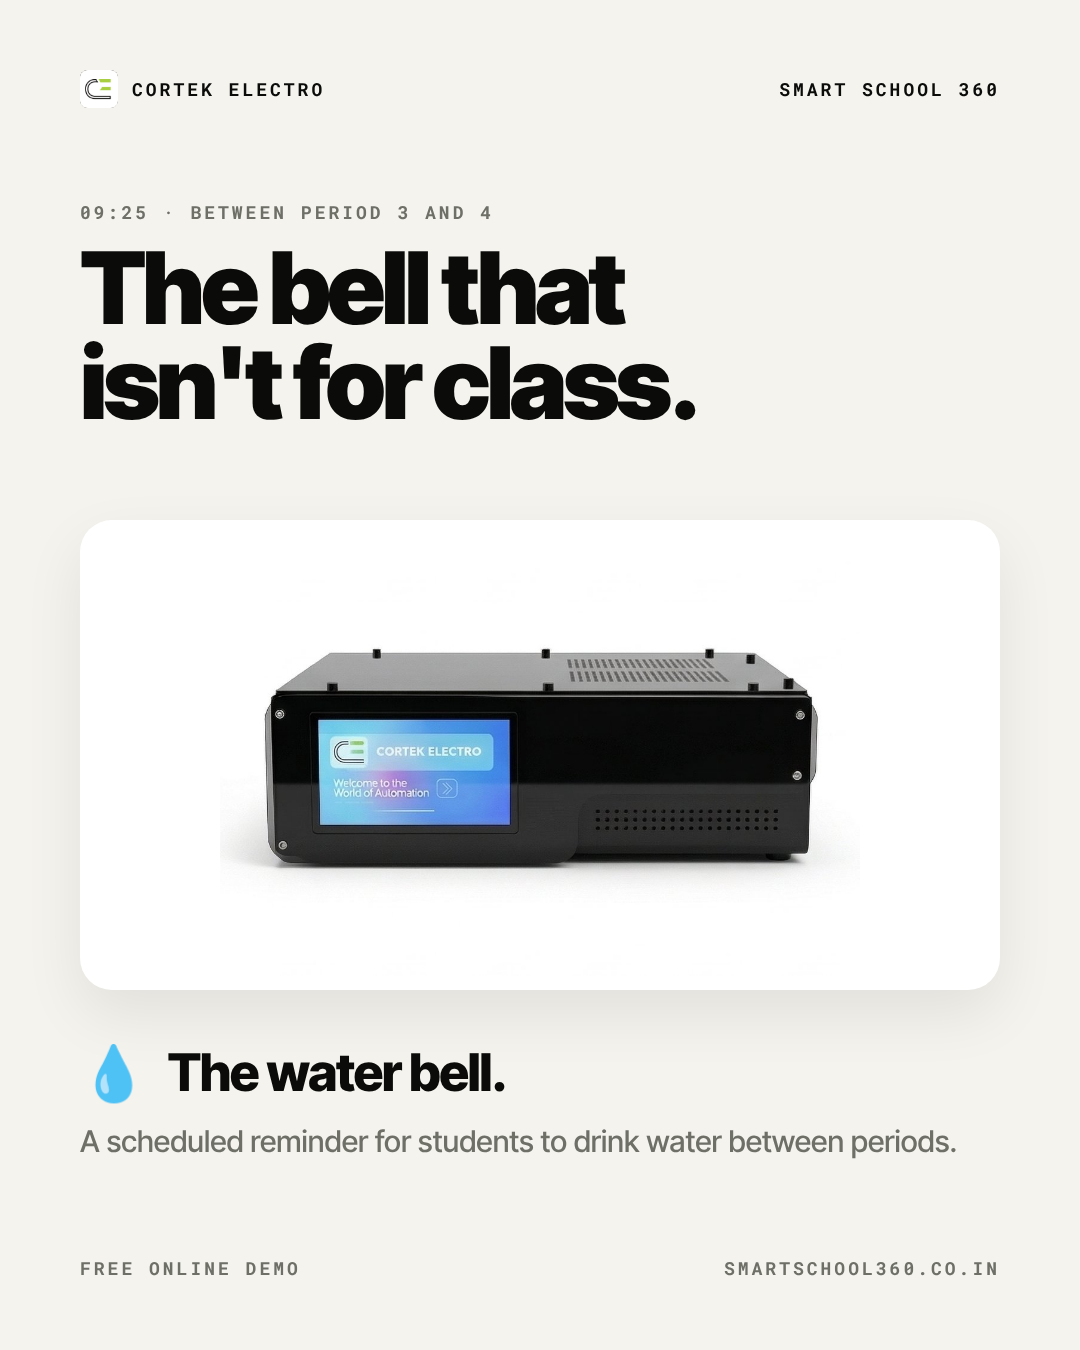 CORTEK ELECTRO
SMART SCHOOL 360
09:25 · BETWEEN PERIOD 3 AND 4
The bell that
isn't for class.
CORTEK ELECTRO
Welcome to the
World of Automation
💧 The water bell.
A scheduled reminder for students to drink water between periods.
FREE ONLINE DEMO
SMARTSCHOOL360.CO.IN